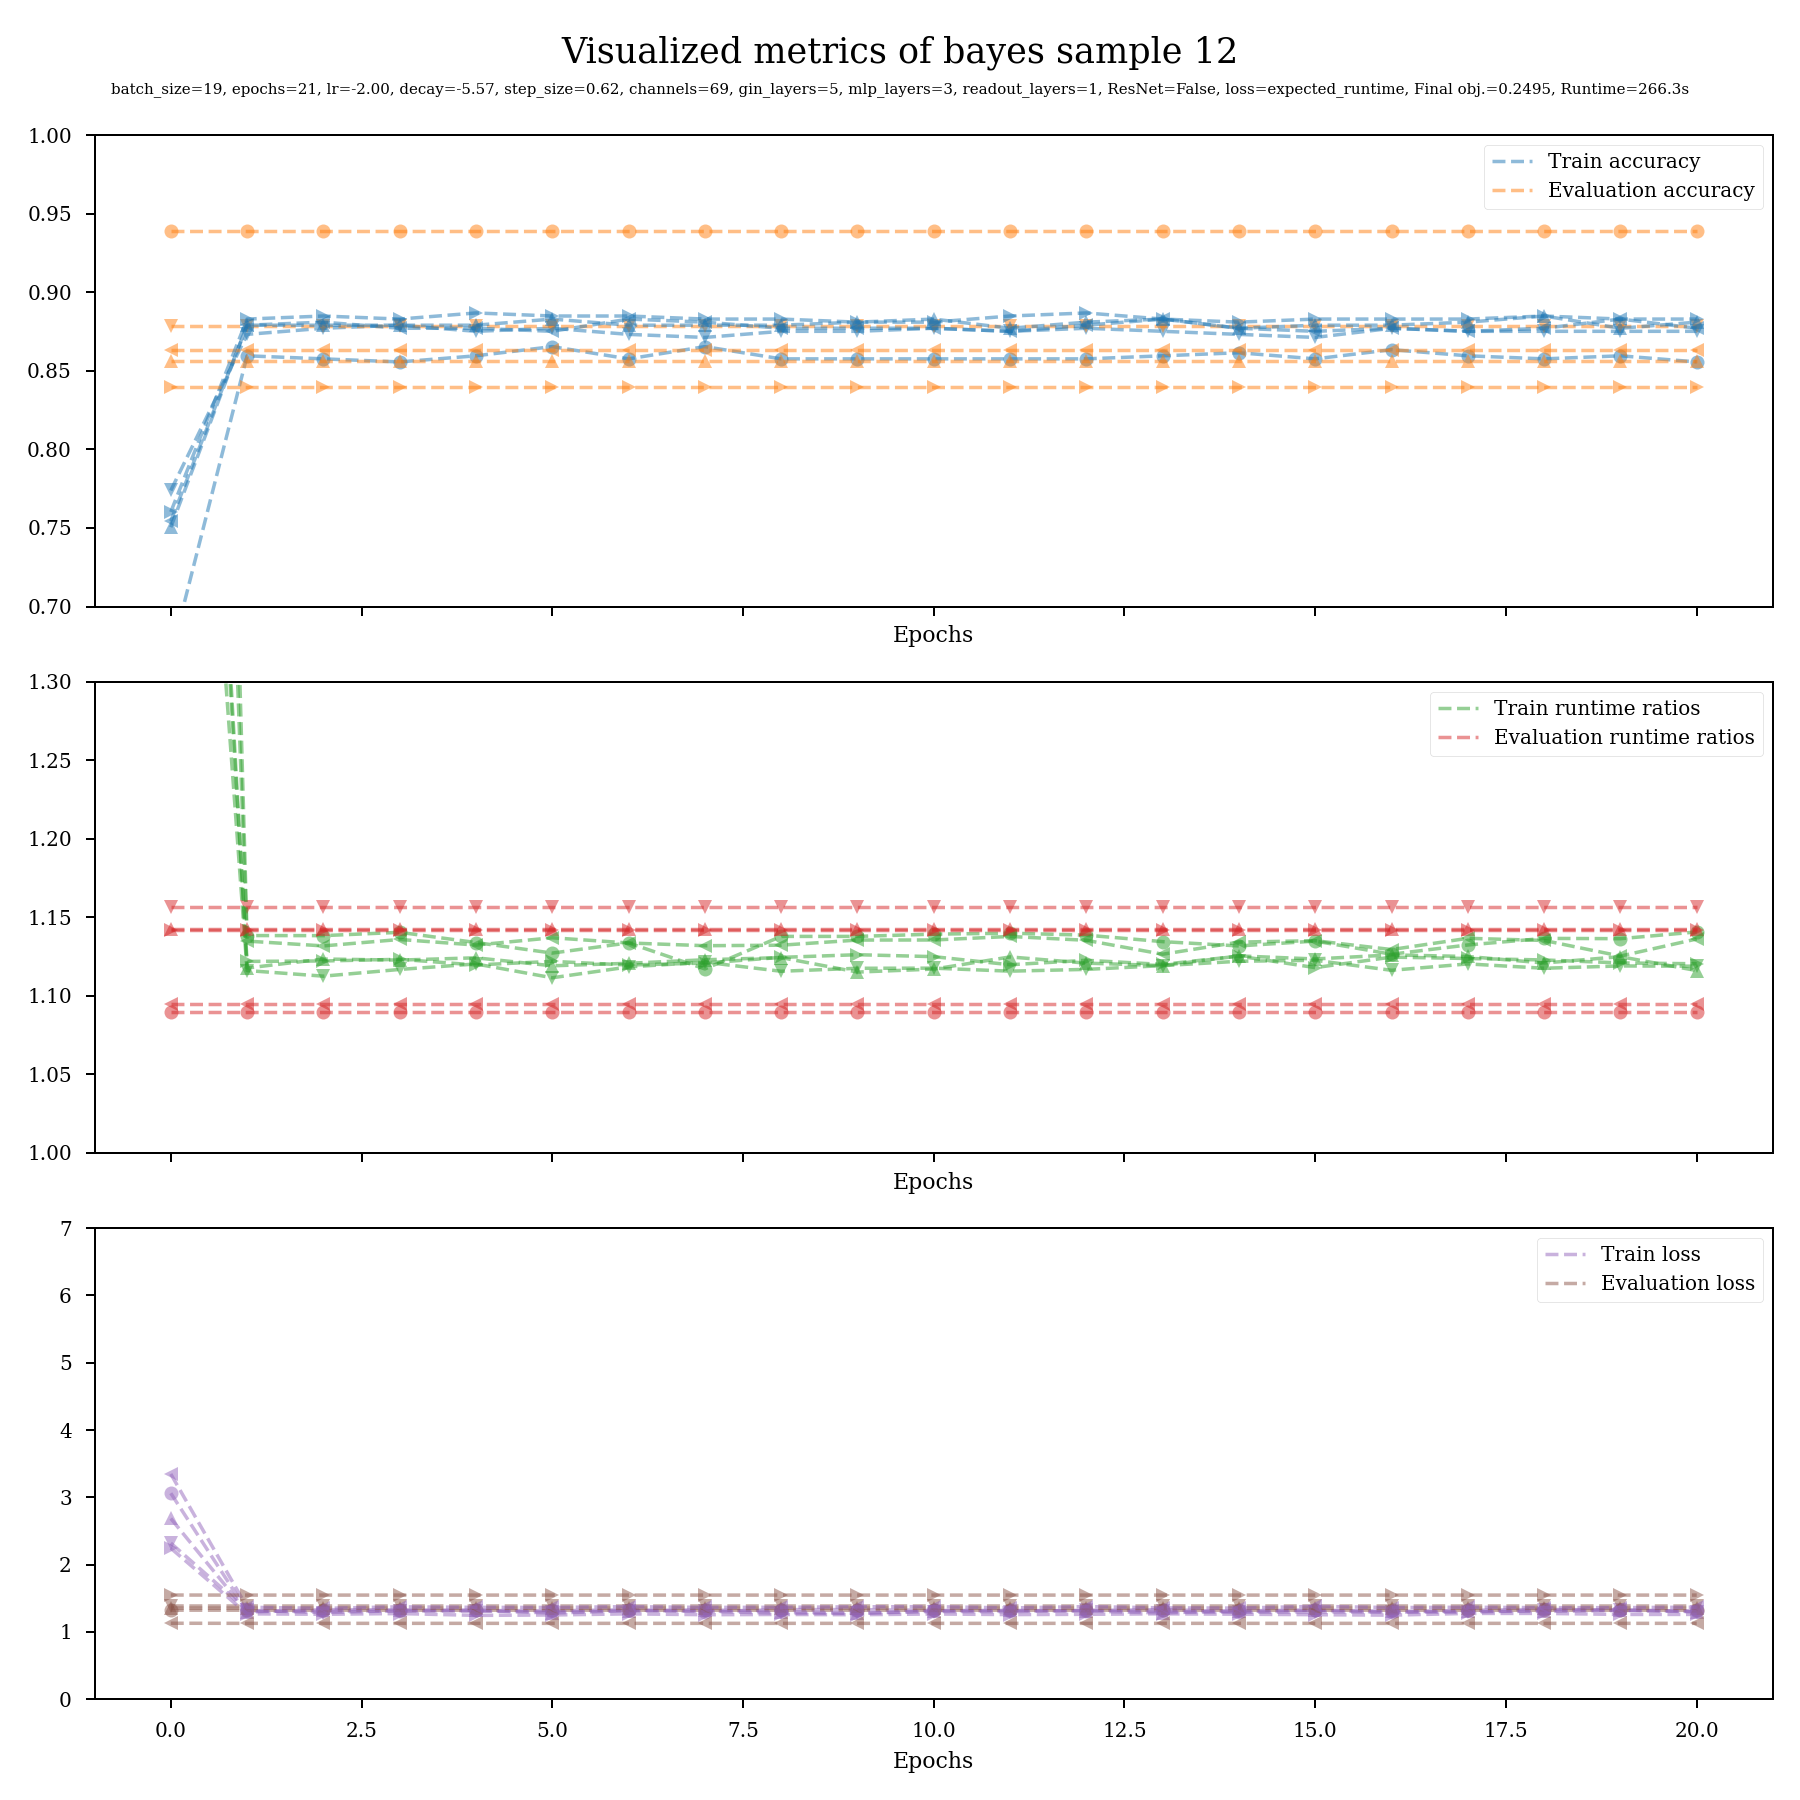 Visualized metrics of bayes sample 12
batch_size=19, epochs=21, lr=-2.00, decay=-5.57, step_size=0.62, channels=69, gin_layers=5, mlp_layers=3, readout_layers=1, ResNet=False, loss=expected_runtime, Final obj.=0.2495, Runtime=266.3s
1.00
0.95
0.90
0.85
0.80
0.75
0.70
Train accuracy
Evaluation accuracy
Epochs
1.30
1.25
1.20
1.15
1.10
1.05
1.00
Train runtime ratios
Evaluation runtime ratios
Epochs
7
6
5
4
3
2
1
0
Train loss
Evaluation loss
0.0 2.5 5.0 7.5 10.0 12.5 15.0 17.5 20.0
Epochs